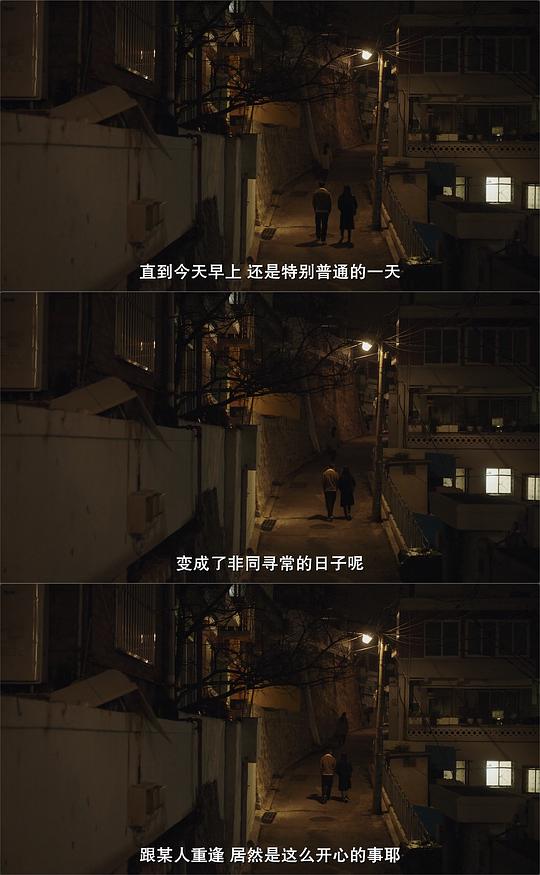 直到今天早上 还是特别普通的一天
变成了非同寻常的日子呢
跟某人重逢 居然是这么开心的事耶